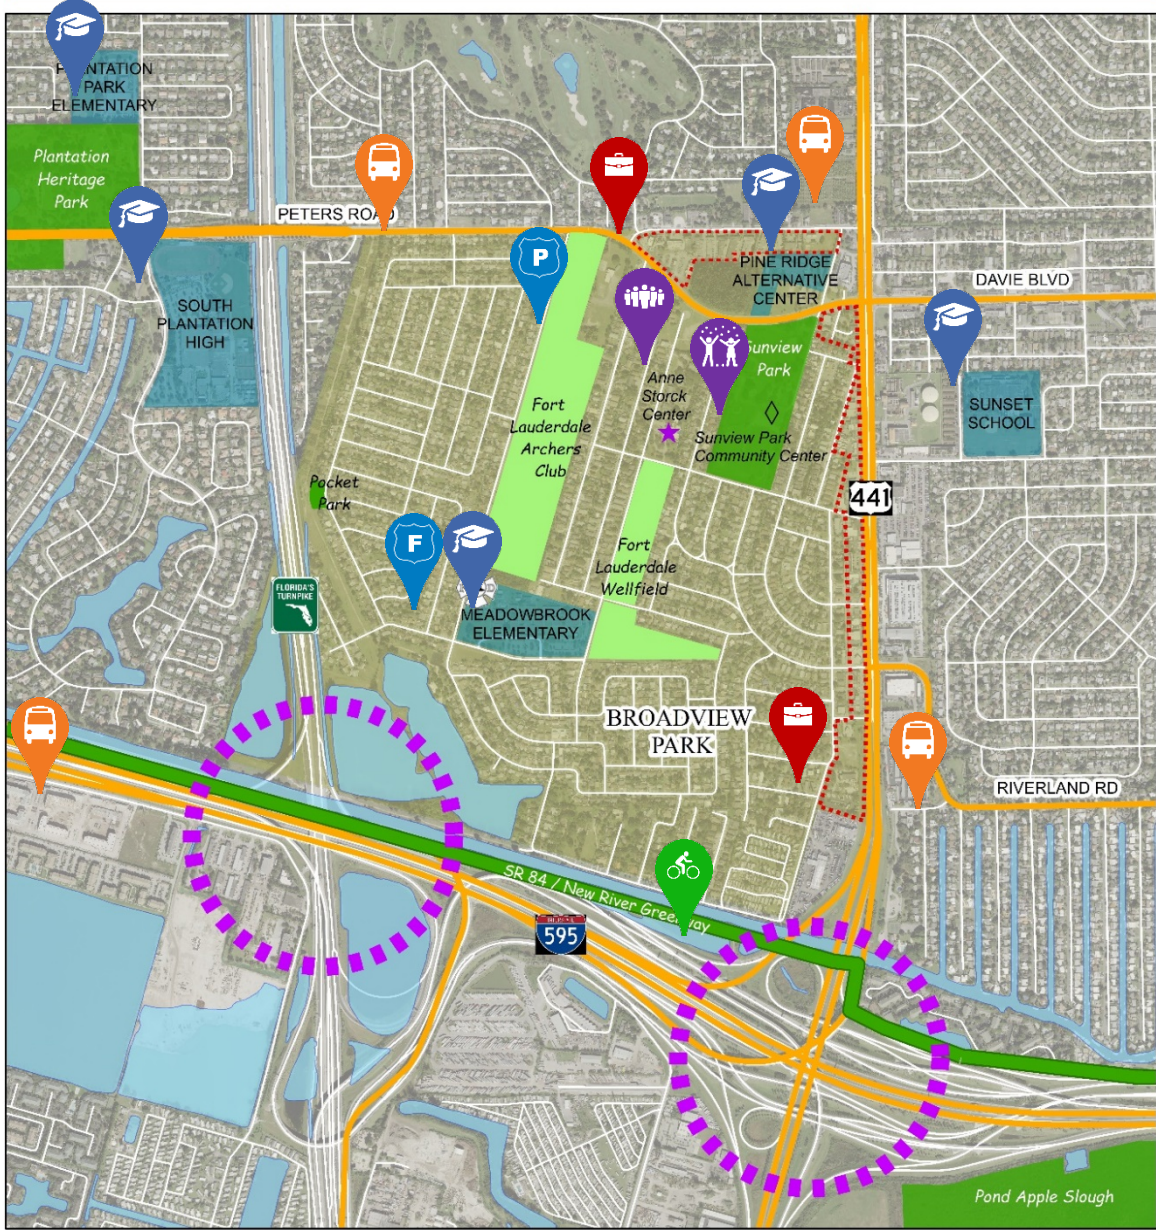 PLANTATION
PARK
ELEMENTARY
Plantation
Heritage
Park
PETERS ROAD
SOUTH
PLANTATION
HIGH
P
PINE RIDGE
ALTERNATIVE
CENTER
DAVIE BLVD
Sunview
Park
Anne
Storck
Center
Sunview Park
Community Center
SUNSET
SCHOOL
Fort
Lauderdale
Archers
Club
Pocket
Park
441
F
Fort
Lauderdale
Wellfield
FLORIDA'S
TURNPIKE
MEADOWBROOK
ELEMENTARY
BROADVIEW
PARK
RIVERLAND RD
SR 84 / New River Greenway
595
Pond Apple Slough